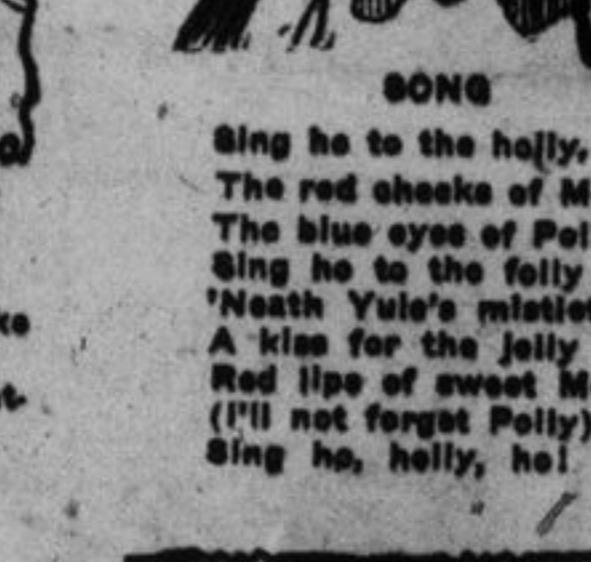 SONG
Sing ho to the holly,
The red cheeks of M
The blue eyes of Pol
Sing ho to the folly
'Neath Yule's mistlet
A kiss for the jolly
Red lips of sweet M
(I'll not forget Polly)
Sing ho, holly, ho!